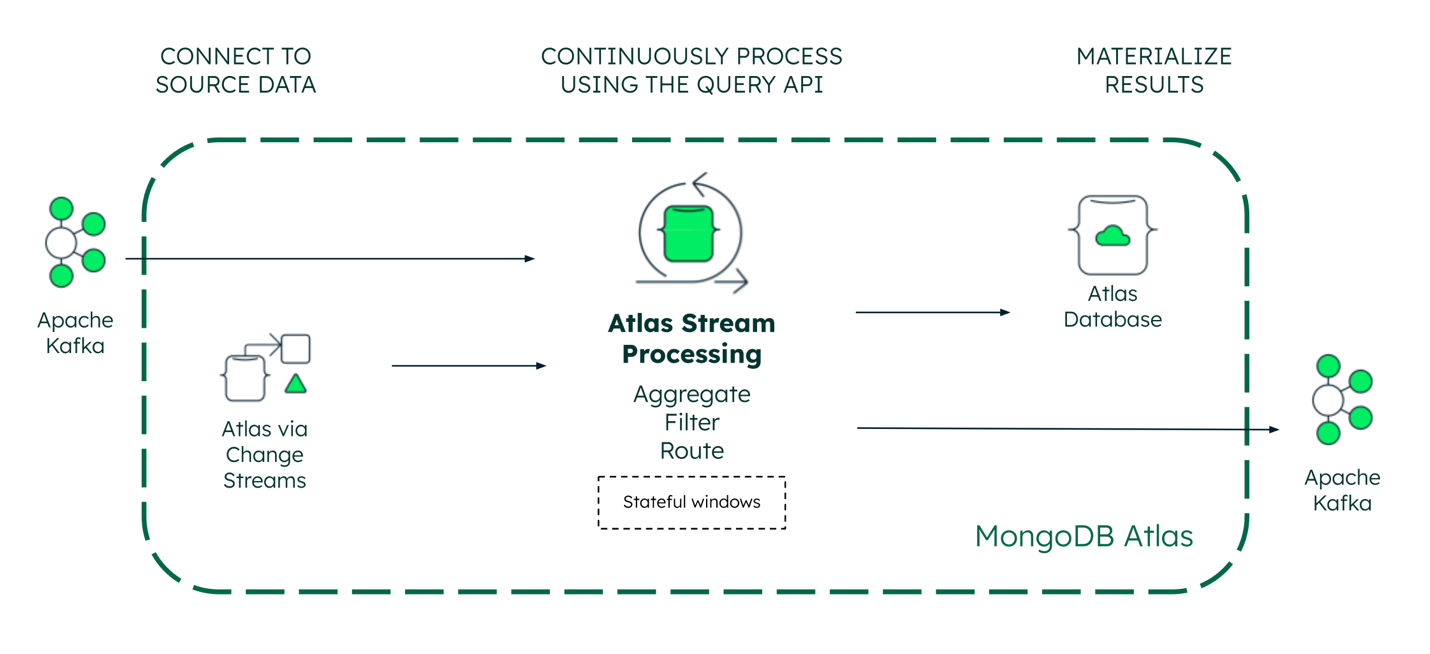 CONNECT TO
SOURCE DATA
CONTINUOUSLY PROCESS
USING THE QUERY API
MATERIALIZE
RESULTS
Apache
Kafka
Atlas via
Change
Streams
Atlas Stream
Processing
Aggregate
Filter
Route
Stateful windows
Atlas
Database
Apache
Kafka
MongoDB Atlas